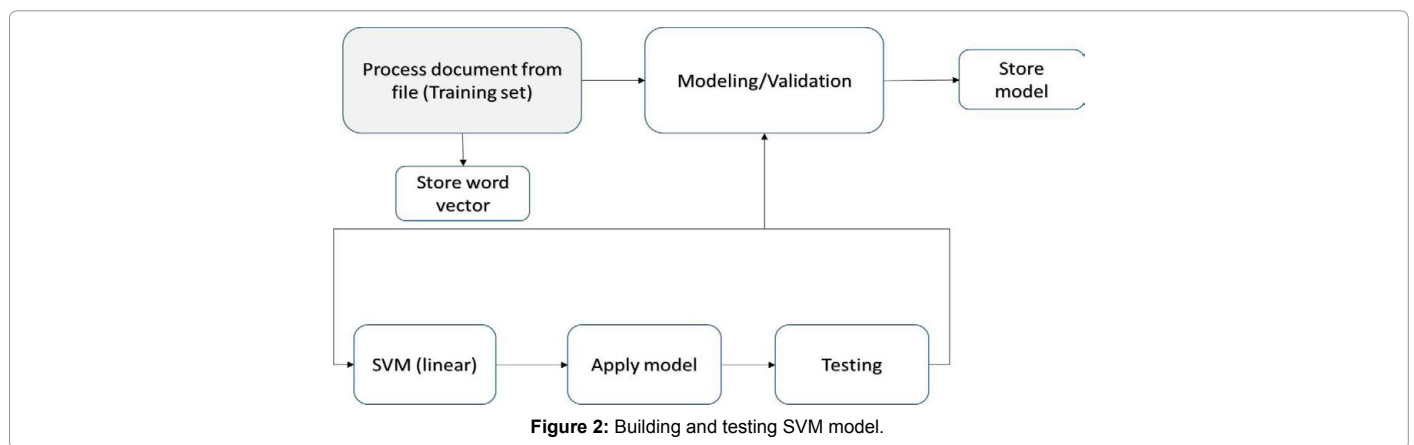 Process document from
file (Training set)
Modeling/Validation
Store
model
Store word
vector
SVM (linear)
Apply model
Testing
Figure 2: Building and testing SVM model.